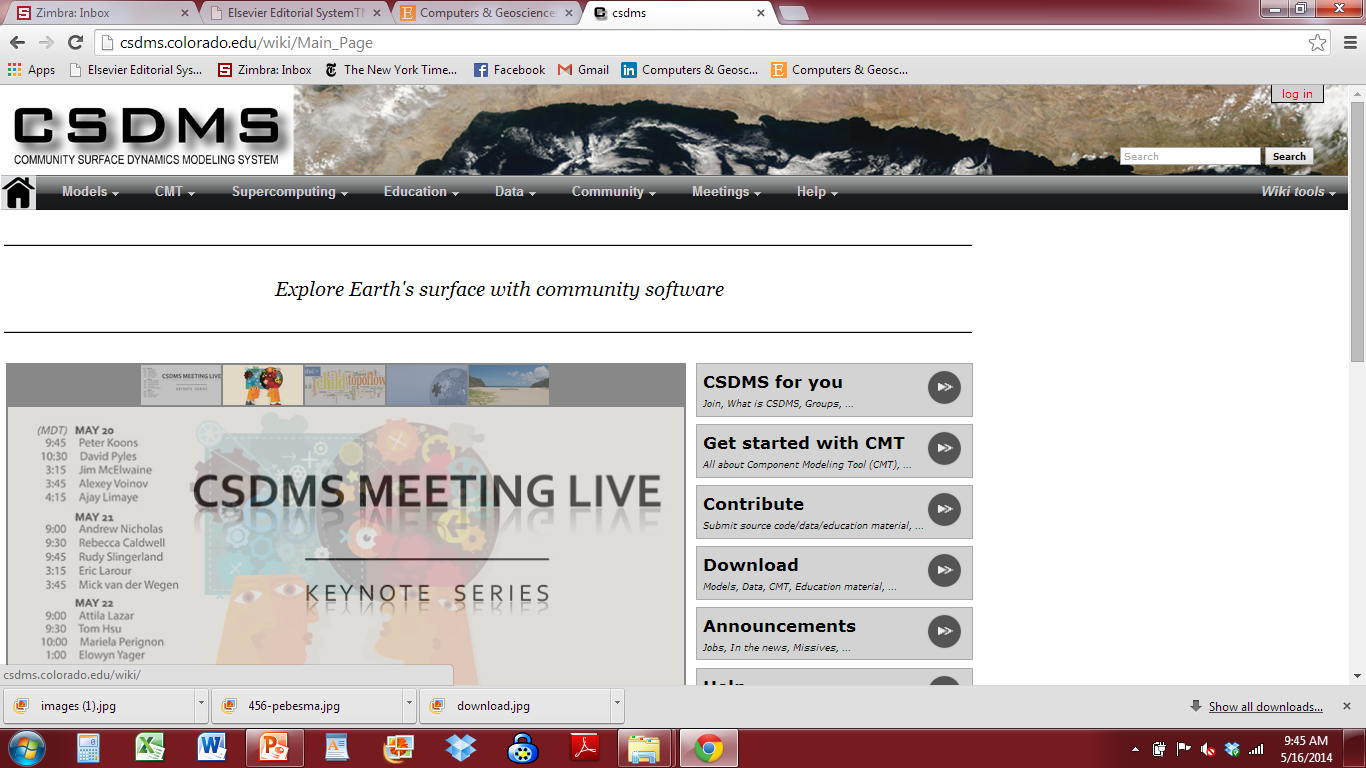 Zimbra: Inbox
Elsevier Editorial SystemT
Computers & Geoscience
csdms
csdms.colorado.edu/wiki/Main_Page
Apps
Elsevier Editorial Sys...
Zimbra: Inbox
The New York Time...
Facebook
Gmail
Computers & Geosc...
Computers & Geosc...
log in
CSDMS
COMMUNITY SURFACE DYNAMICS MODELING SYSTEM
Search
Search
Models
CMT
Supercomputing
Education
Data
Community
Meetings
Help
Wiki tools
Explore Earth's surface with community software
CSDMS MEETING LIVE
(MDT) MAY 20
9:45 Peter Koons
10:30 David Pyles
3:15 Jim McElwaine
3:45 Alexey Voinov
4:15 Ajay Limaye
MAY 21
9:00 Andrew Nicholas
9:30 Rebecca Caldwell
9:45 Rudy Slingerland
3:15 Eric Larour
3:45 Mick van der Wegen
MAY 22
9:00 Attila Lazar
9:30 Tom Hsu
10:00 Mariela Perignon
1:00 Elowyn Yager
CSDMS MEETING LIVE
KEYNOTE SERIES
CSDMS for you
Join, What is CSDMS, Groups, ...
Get started with CMT
All about Component Modeling Tool (CMT), ...
Contribute
Submit source code/data/education material, ...
Download
Models, Data, CMT, Education material, ...
Announcements
Jobs, In the news, Missives, ...
Help
csdms.colorado.edu/wiki/
images (1).jpg
456-pebesma.jpg
download.jpg
Show all downloads...
9:45 AM
5/16/2014